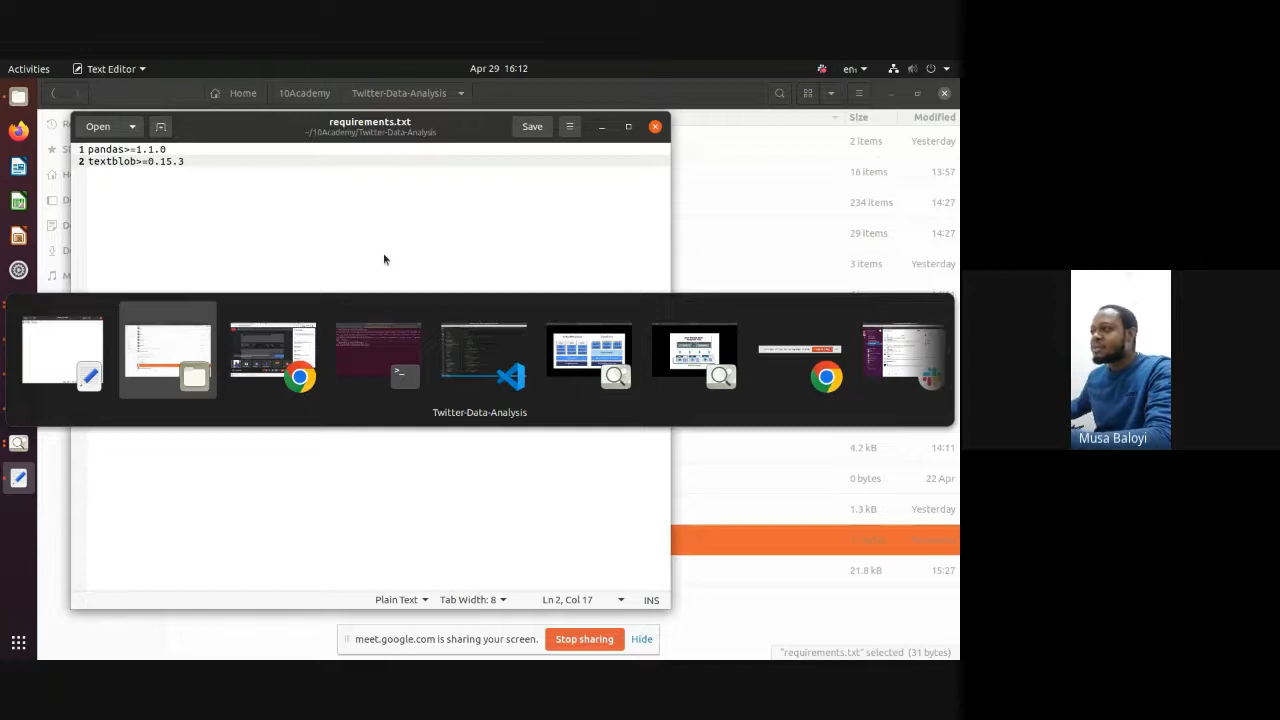 Activities
Text Editor
Apr 29 16:12
en₁
Home
10Academy
Twitter-Data-Analysis
Open
requirements.txt
~/10Academy/Twitter-Data-Analysis
Save
Size
Modified
1 pandas>=1.1.0
2 textblob>=0.15.3
2 items
Yesterday
16 items
13:57
234 items
14:27
29 items
14:27
3 items
Yesterday
Twitter-Data-Analysis
Musa Baloyi
4.2 kB
14:11
0 bytes
22 Apr
1.3 kB
Yesterday
21.8 kB
15:27
Plain Text
Tab Width: 8
Ln 2, Col 17
INS
meet.google.com is sharing your screen.
Stop sharing
Hide
"requirements.txt" selected (31 bytes)